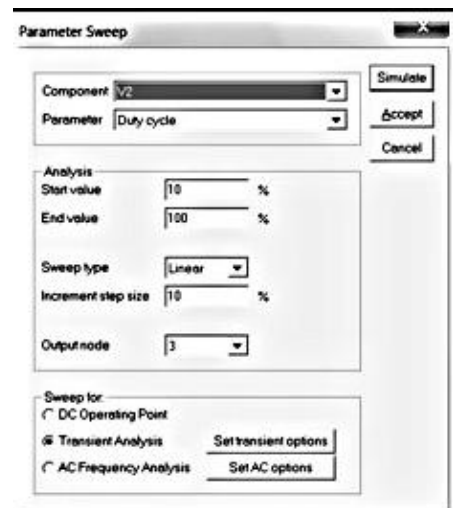 Parameter Sweep
Component V2
Simulate
Parameter Duty cycle
Accept
Cancel
Analysis
Start value 10 %
End value 100 %
Sweep type Linear
Increment step size 10 %
Output node 3
Sweep for:
DC Operating Point
Transient Analysis Set transient options
AC Frequency Analysis Set AC options